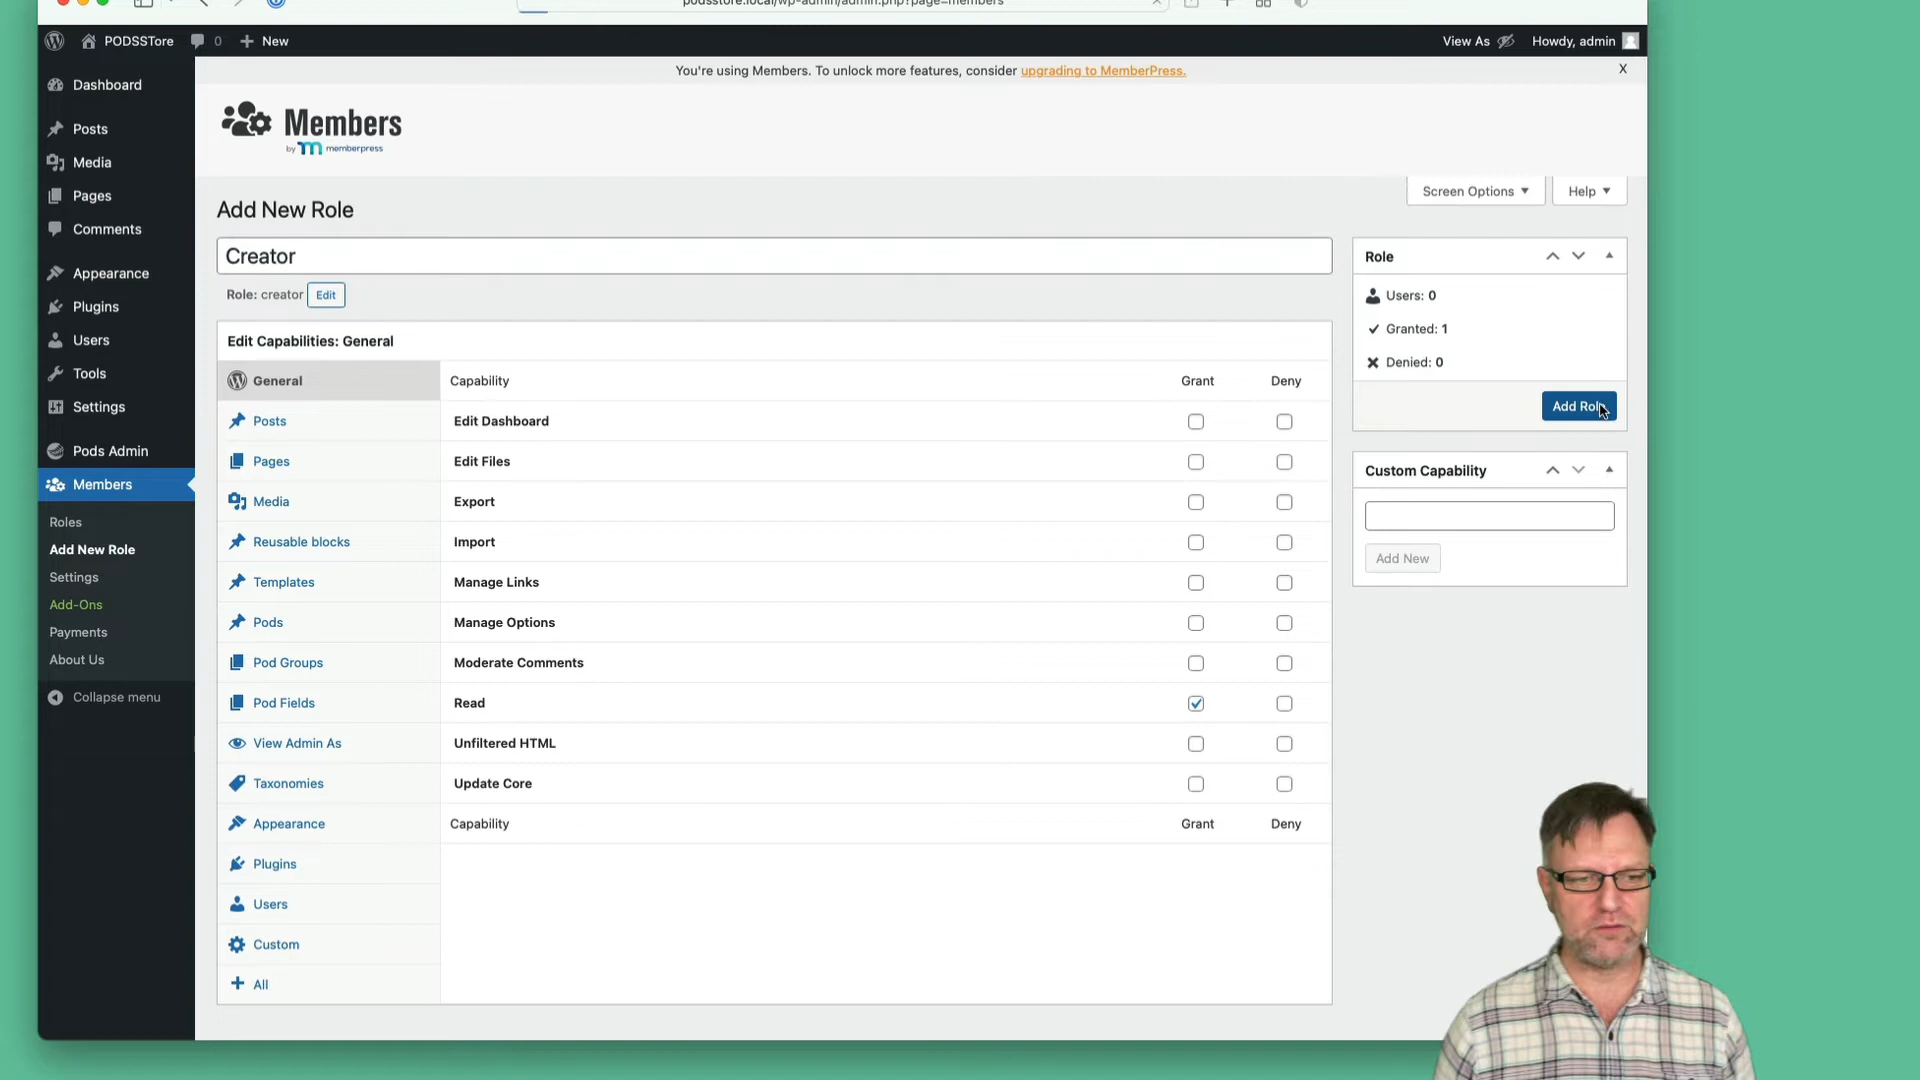 podsstore.local/wp-admin/admin.php?page=members
PODSSTore
0
New
View As
Howdy, admin
You're using Members. To unlock more features, consider upgrading to MemberPress.
X
Dashboard
Posts
Media
Pages
Comments
Appearance
Plugins
Users
Tools
Settings
Pods Admin
Members
Roles
Add New Role
Settings
Add-Ons
Payments
About Us
Collapse menu
Members
by m memberpress
Screen Options
Help
Add New Role
Creator
Role: creator
Edit
Edit Capabilities: General
General
Posts
Pages
Media
Reusable blocks
Templates
Pods
Pod Groups
Pod Fields
View Admin As
Taxonomies
Appearance
Plugins
Users
Custom
All
Capability Grant Deny
Edit Dashboard
Edit Files
Export
Import
Manage Links
Manage Options
Moderate Comments
Read
Unfiltered HTML
Update Core
Capability Grant Deny
Role
Users: 0
Granted: 1
Denied: 0
Add Role
Custom Capability
Add New